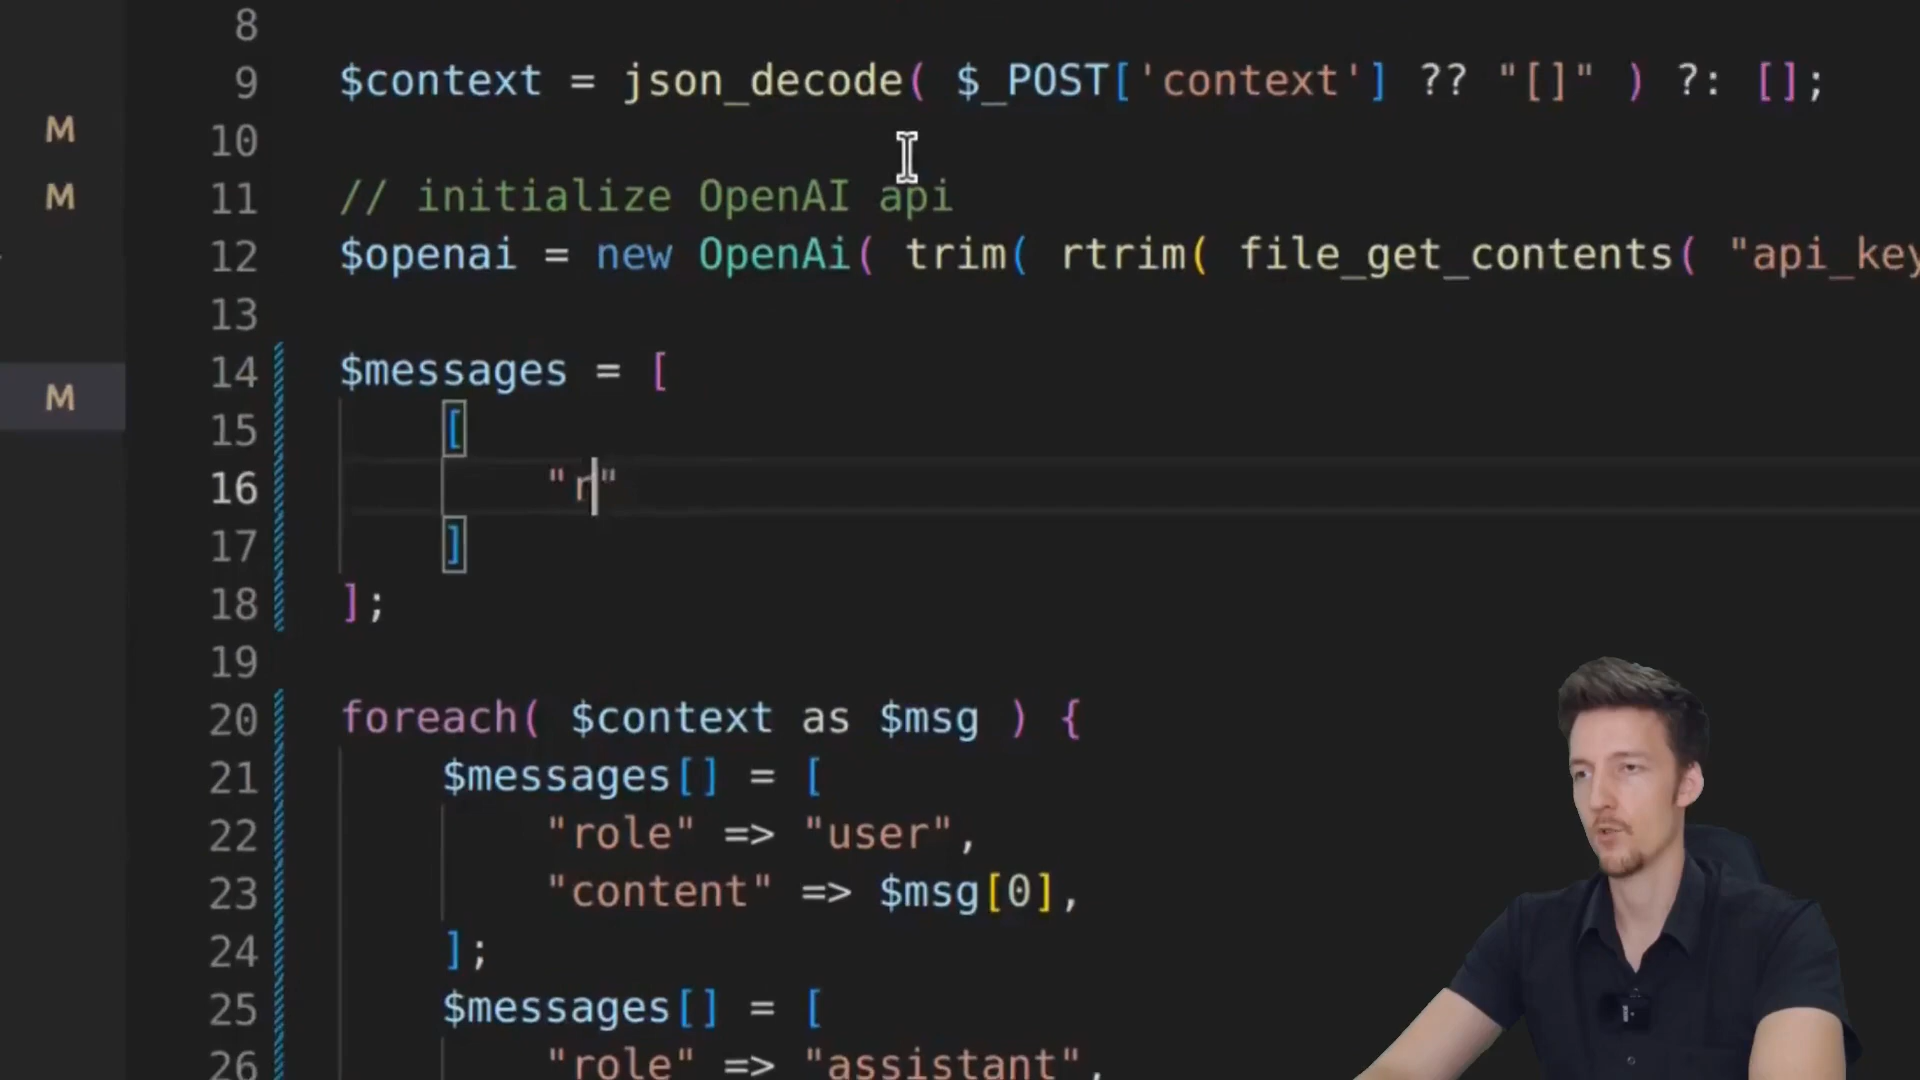 8
9 $context = json_decode( $_POST['context'] ?? "[]" ) ?: [];
M
10
M
11 // initialize OpenAI api
12 $openai = new OpenAi( trim( rtrim( file_get_contents( "api_key
13
14 $messages = [
M
15 [
16 "r"
17 ]
18 ];
19
20 foreach( $context as $msg ) {
21 $messages[] = [
22 "role" => "user",
23 "content" => $msg[0],
24 ];
25 $messages[] = [
26 "role" => "assistant",